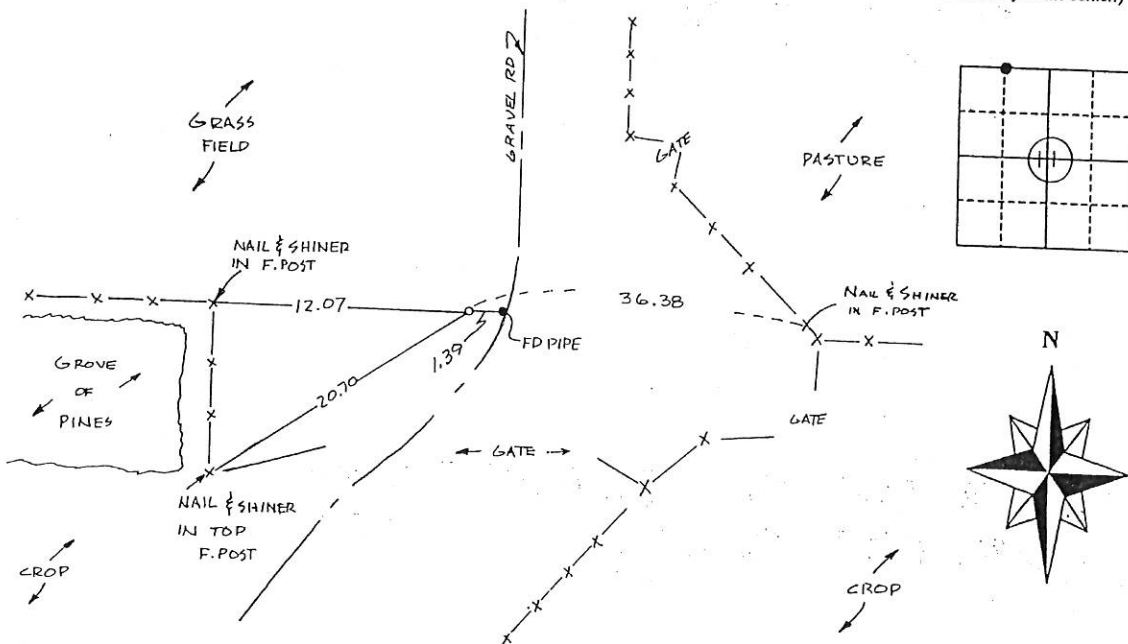 GRAVEL RD
GRASS
FIELD
GATE
PASTURE
11
NAIL & SHINER
IN F. POST
12.07
36.38
NAIL & SHINER
IN F. POST
1.39
FD PIPE
N
GROVE
OF
PINES
20.70
GATE
GATE
NAIL & SHINER
IN TOP
F. POST
CROP
CROP